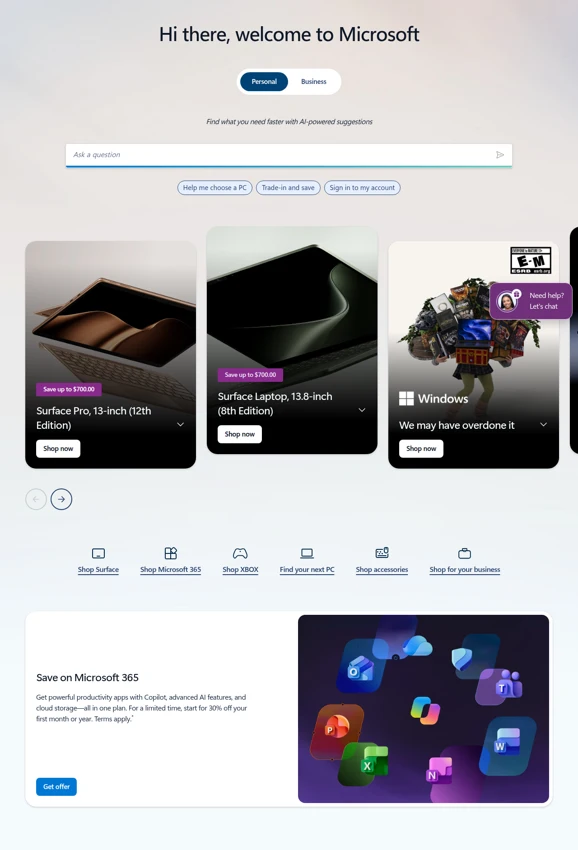 Hi there, welcome to Microsoft
Personal
Business
Find what you need faster with AI-powered suggestions
Ask a question
Help me choose a PC
Trade-in and save
Sign in to my account
Save up to $700.00
Surface Pro, 13-inch (12th
Edition)
Shop now
Save up to $700.00
Surface Laptop, 13.8-inch
(8th Edition)
Shop now
E-M
ESRB esrb.org
Need help?
Let's chat
Windows
We may have overdone it
Shop now
Shop Surface
Shop Microsoft 365
Shop XBOX
Find your next PC
Shop accessories
Shop for your business
Save on Microsoft 365
Get powerful productivity apps with Copilot, advanced AI features, and
cloud storage—all in one plan. For a limited time, start for 30% off your
first month or year. Terms apply.*
Get offer
O
T
P
W
X
N